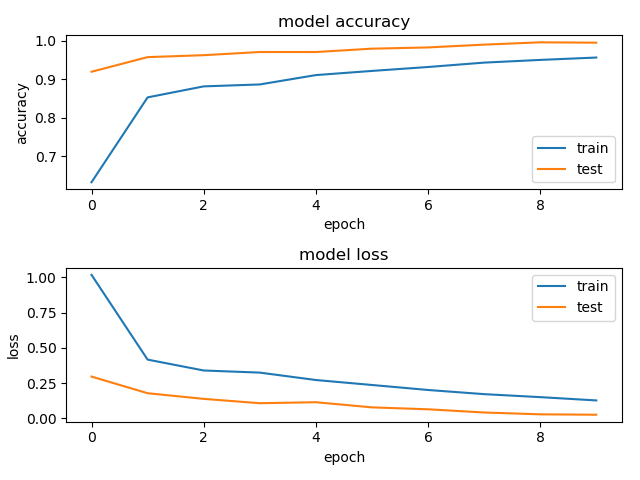 model accuracy
1.0
0.9
0.8
0.7
accuracy
train
test
0 2 4 6 8
epoch
model loss
1.00
0.75
0.50
0.25
0.00
loss
train
test
0 2 4 6 8
epoch